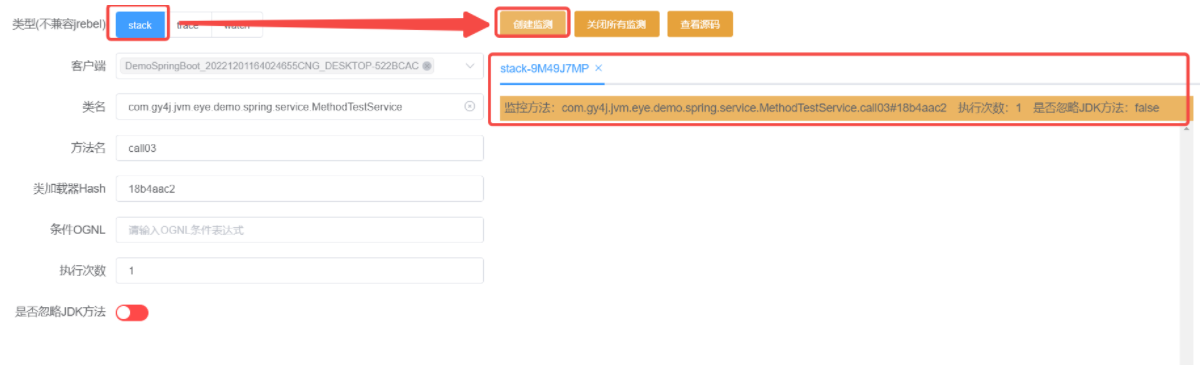 类型(不兼容jrebel) stack trace watch 创建监测 关闭所有监测 查看源码
客户端 DemoSpringBoot_20221201164024655CNG_DESKTOP-522BCAC
stack-9M49J7MP
类名 com.gy4j.jvm.eye.demo.spring.service.MethodTestService
监控方法：com.gy4j.jvm.eye.demo.spring.service.MethodTestService.call03#18b4aac2 执行次数：1 是否忽略JDK方法：false
方法名 call03
类加载器Hash 18b4aac2
条件OGNL 请输入OGNL条件表达式
执行次数 1
是否忽略JDK方法